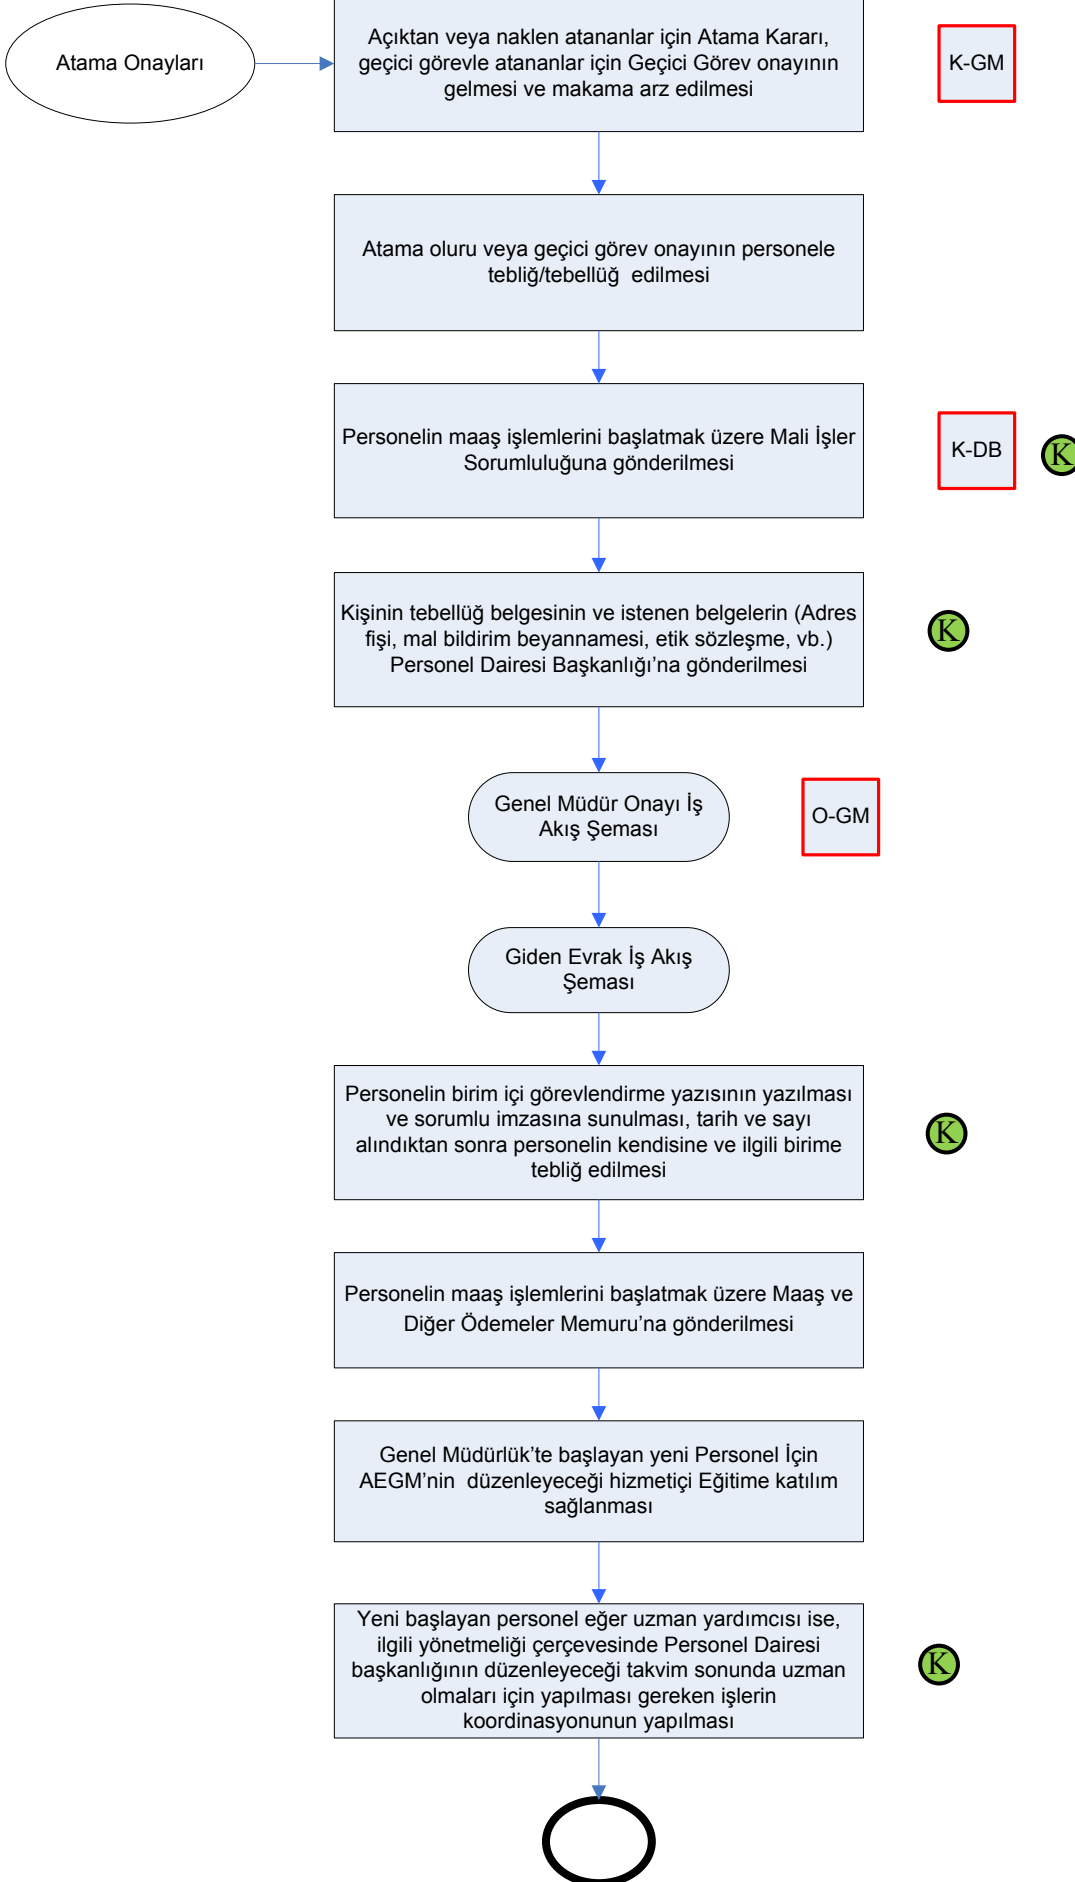 Atama Onayları
Açıktan veya naklen atananlar için Atama Kararı,
geçici görevle atananlar için Geçici Görev onayının
gelmesi ve makama arz edilmesi
K-GM
Atama oluru veya geçici görev onayının personele
tebliğ/tebellüğ  edilmesi
Personelin maaş işlemlerini başlatmak üzere Mali İşler
Sorumluluğuna gönderilmesi
K-DB
K
Kişinin tebellüğ belgesinin ve istenen belgelerin (Adres
fişi, mal bildirim beyannamesi, etik sözleşme, vb.)
Personel Dairesi Başkanlığı’na gönderilmesi
K
Genel Müdür Onayı İş
Akış Şeması
O-GM
Giden Evrak İş Akış
Şeması
Personelin birim içi görevlendirme yazısının yazılması
ve sorumlu imzasına sunulması, tarih ve sayı
alındıktan sonra personelin kendisine ve ilgili birime
tebliğ edilmesi
K
Personelin maaş işlemlerini başlatmak üzere Maaş ve
Diğer Ödemeler Memuru’na gönderilmesi
Genel Müdürlük’te başlayan yeni Personel İçin
AEGM’nin  düzenleyeceği hizmetiçi Eğitime katılım
sağlanması
Yeni başlayan personel eğer uzman yardımcısı ise,
ilgili yönetmeliği çerçevesinde Personel Dairesi
başkanlığının düzenleyeceği takvim sonunda uzman
olmaları için yapılması gereken işlerin
koordinasyonunun yapılması
K